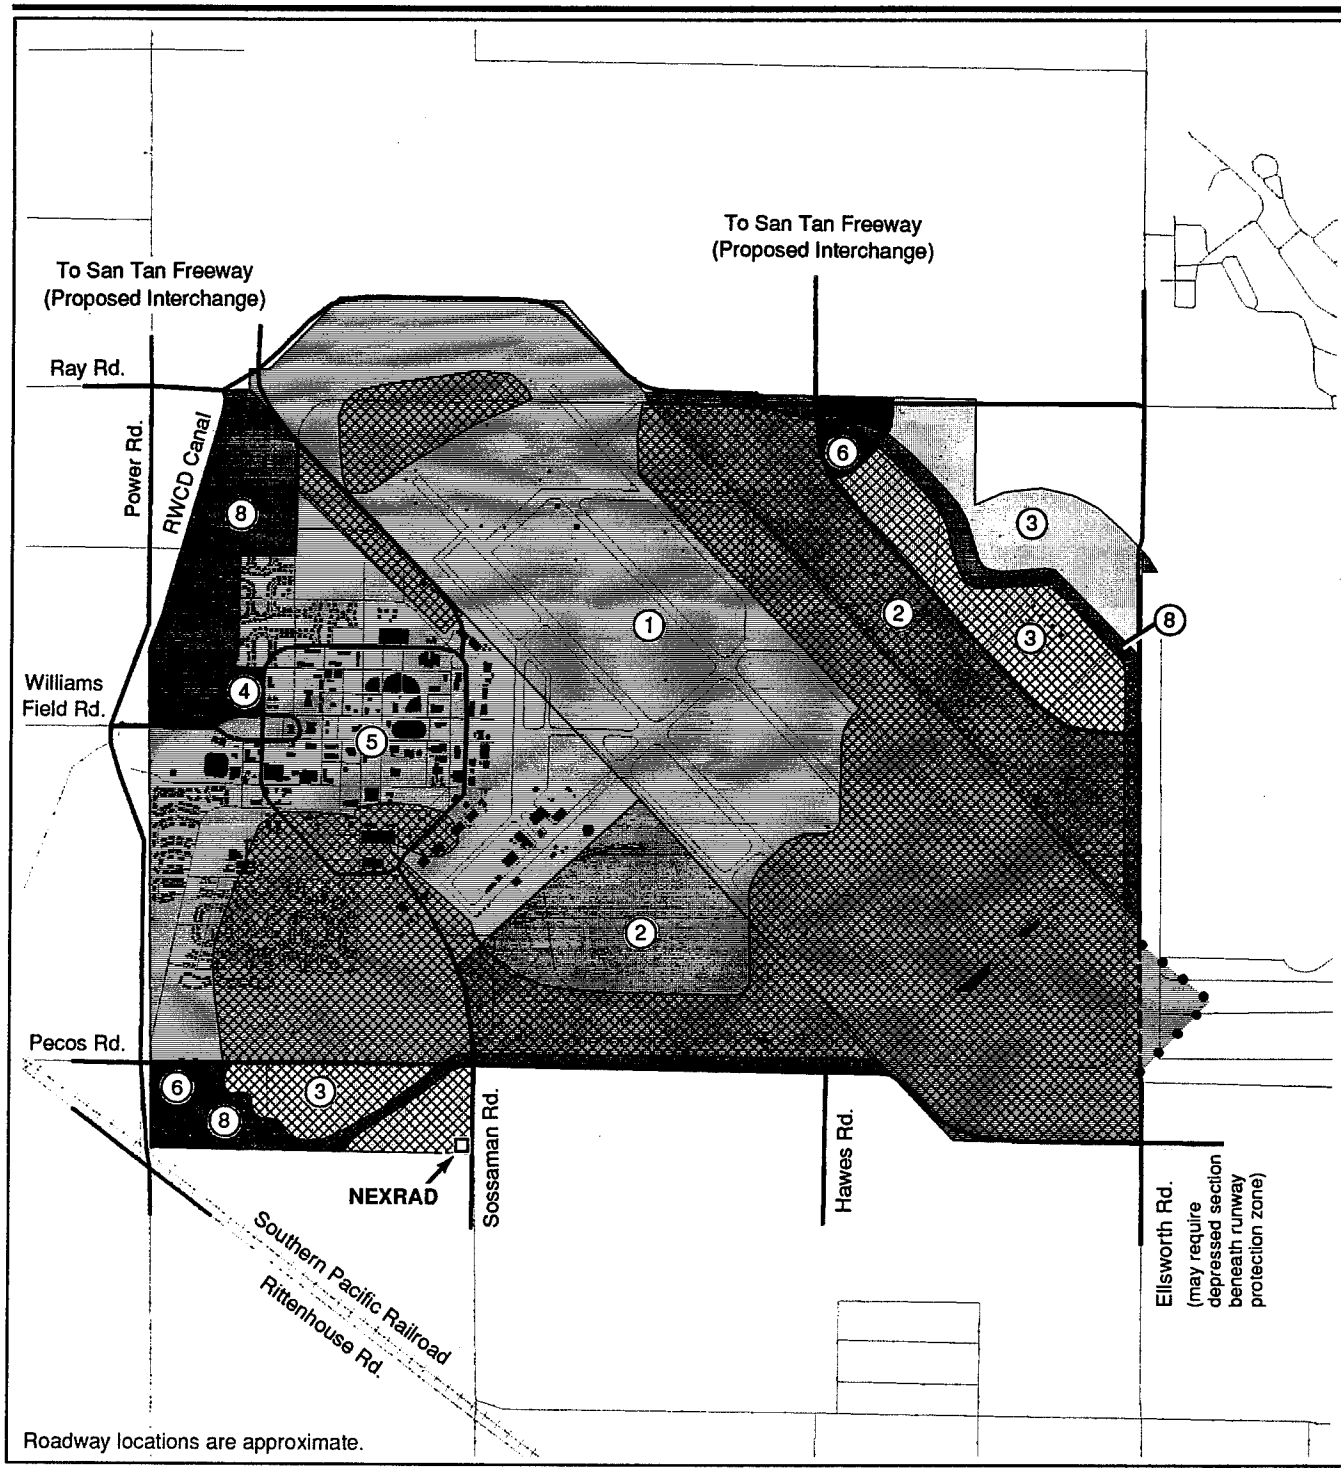 To San Tan Freeway
(Proposed Interchange)
To San Tan Freeway
(Proposed Interchange)
Ray Rd.
Power Rd.
RWCD Canal
6
8
3
1
2
3
8
Williams
Field Rd.
4
5
2
Pecos Rd.
6
3
8
NEXRAD
Sossaman Rd.
Hawes Rd.
Ellsworth Rd.
(may require
depressed section
beneath runway
protection zone)
Southern Pacific Railroad
Rittenhouse Rd.
Roadway locations are approximate.